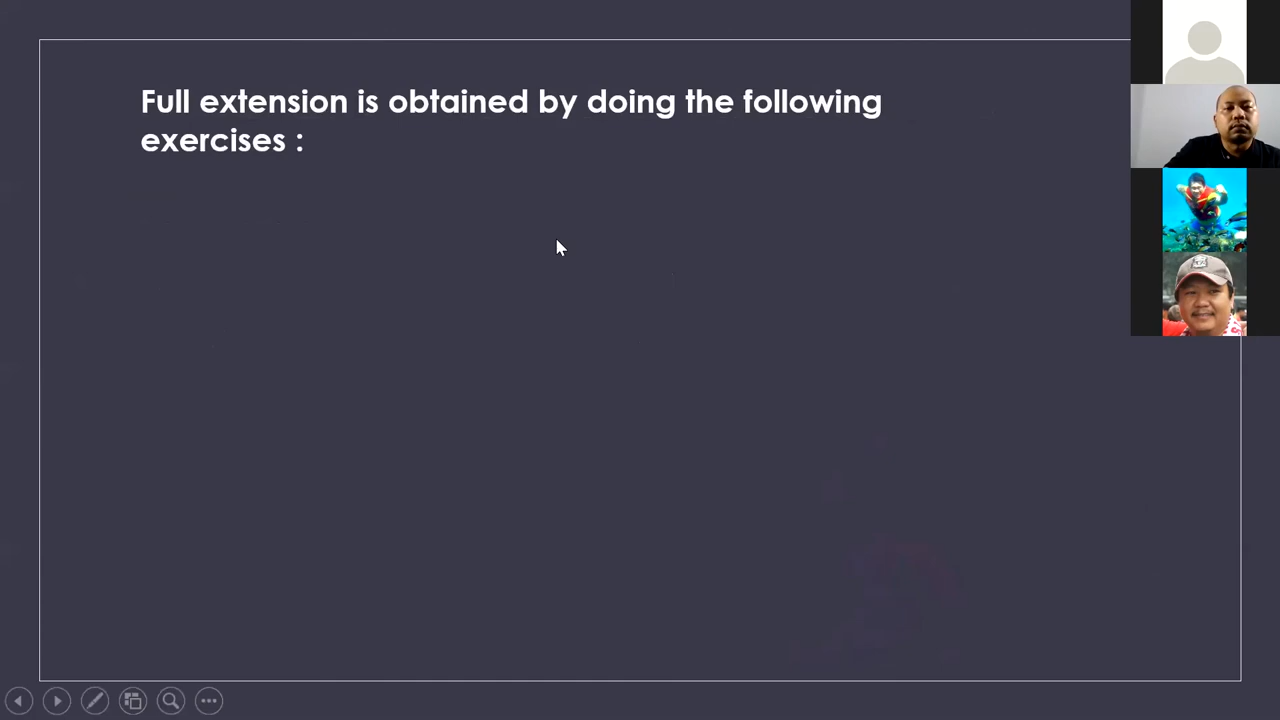 Full extension is obtained by doing the following
exercises :